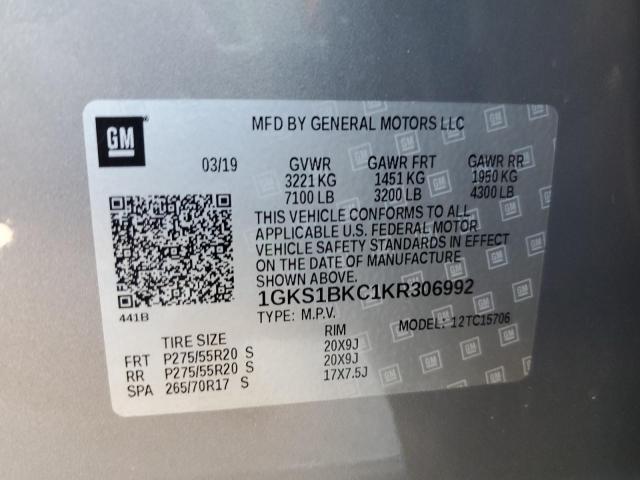 GM
MFD BY GENERAL MOTORS LLC
03/19 GVWR GAWR FRT GAWR RR
3221 KG 1451 KG 1950 KG
7100 LB 3200 LB 4300 LB
THIS VEHICLE CONFORMS TO ALL
APPLICABLE U.S. FEDERAL MOTOR
VEHICLE SAFETY STANDARDS IN EFFECT
ON THE DATE OF MANUFACTURE
SHOWN ABOVE.
1GKS1BKC1KR306992
441B
TYPE: M.P.V. MODEL: 12TC15706
TIRE SIZE RIM
FRT P275/55R20 S 20X9J
RR P275/55R20 S 20X9J
SPA 265/70R17 S 17X7.5J